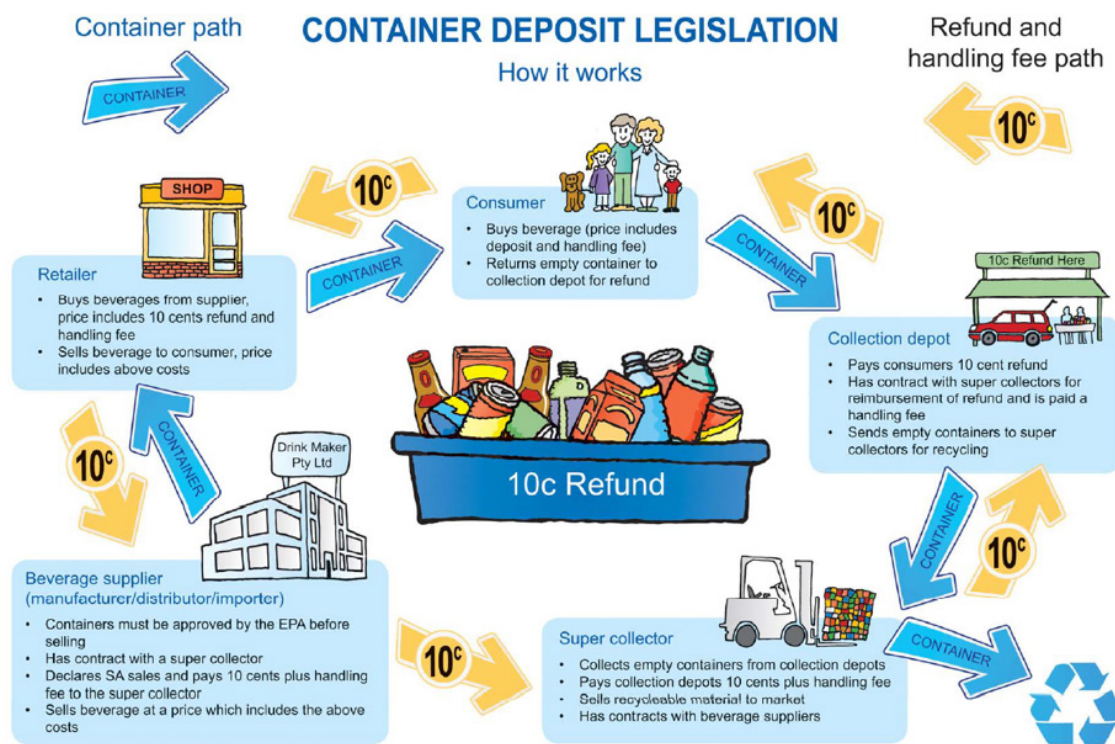 Container path
CONTAINER DEPOSIT LEGISLATION
How it works
Refund and
handling fee path
CONTAINER
10c
SHOP
10c
CONTAINER
Retailer
• Buys beverages from supplier,
price includes 10 cents refund and
handling fee
• Sells beverage to consumer, price
includes above costs
Consumer
• Buys beverage (price includes
deposit and handling fee)
• Returns empty container to
collection depot for refund
10c
CONTAINER
10c Refund Here
Collection depot
• Pays consumers 10 cent refund
• Has contract with super collectors for
reimbursement of refund and is paid a
handling fee
• Sends empty containers to super
collectors for recycling
10c Refund
10c
CONTAINER
Drink Maker
Pty Ltd
Beverage supplier
(manufacturer/distributor/importer)
• Containers must be approved by the EPA before
selling
• Has contract with a super collector
• Declares SA sales and pays 10 cents plus handling
fee to the super collector
• Sells beverage at a price which includes the above
costs
10c
Super collector
• Collects empty containers from collection depots
• Pays collection depots 10 cents plus handling fee
• Sells recycleable material to market
• Has contracts with beverage suppliers
CONTAINER
10c
CONTAINER